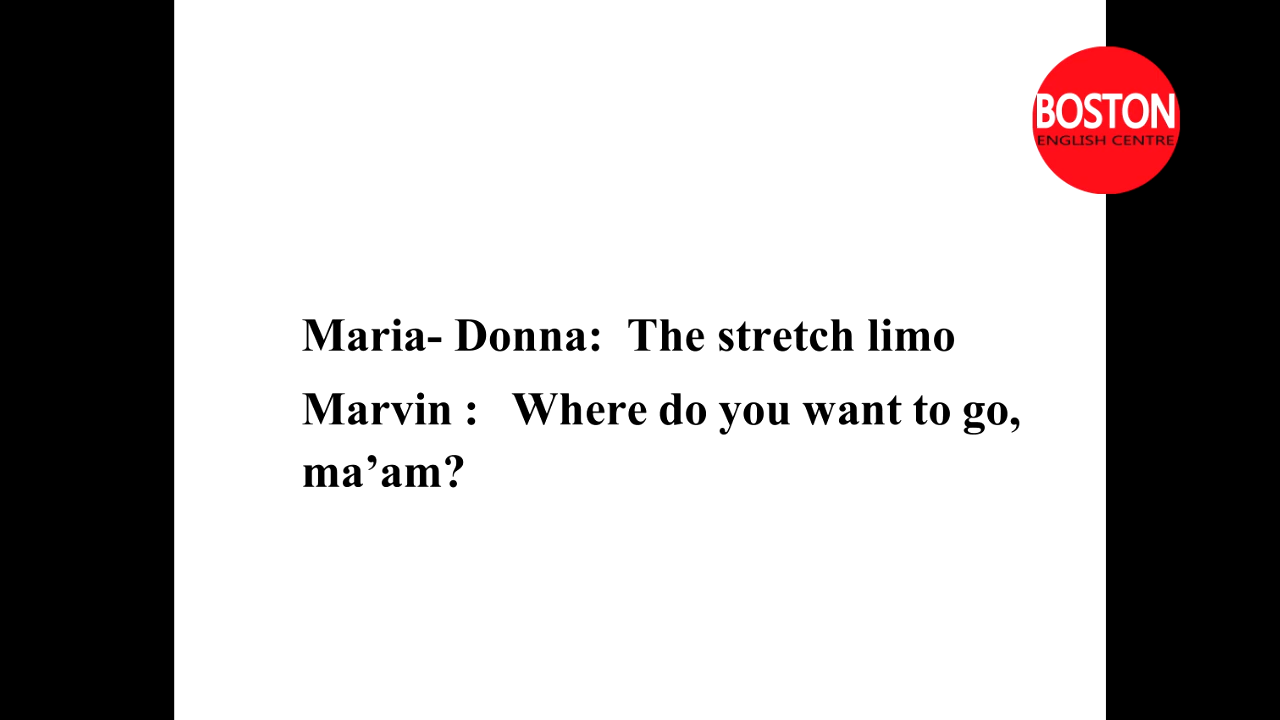 BOSTON
ENGLISH CENTRE
Maria- Donna:  The stretch limo
Marvin :   Where do you want to go,
ma’am?